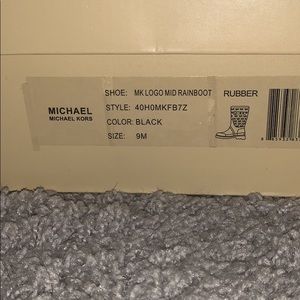 MICHAEL
MICHAEL KORS
SHOE: MK LOGO MID RAINBOOT
STYLE: 40H0MKFB7Z
COLOR: BLACK
SIZE: 9M
RUBBER